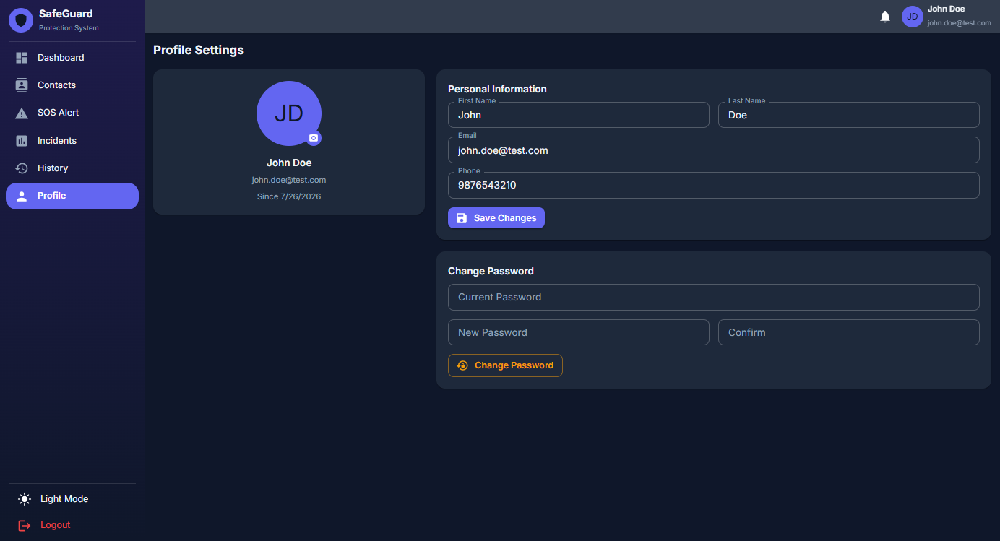 SafeGuard
Protection System
Dashboard
Contacts
SOS Alert
Incidents
History
Profile
Light Mode
Logout
JD
John Doe
john.doe@test.com
Profile Settings
JD
John Doe
john.doe@test.com
Since 7/26/2026
Personal Information
First Name
John
Last Name
Doe
Email
john.doe@test.com
Phone
9876543210
Save Changes
Change Password
Current Password
New Password
Confirm
Change Password